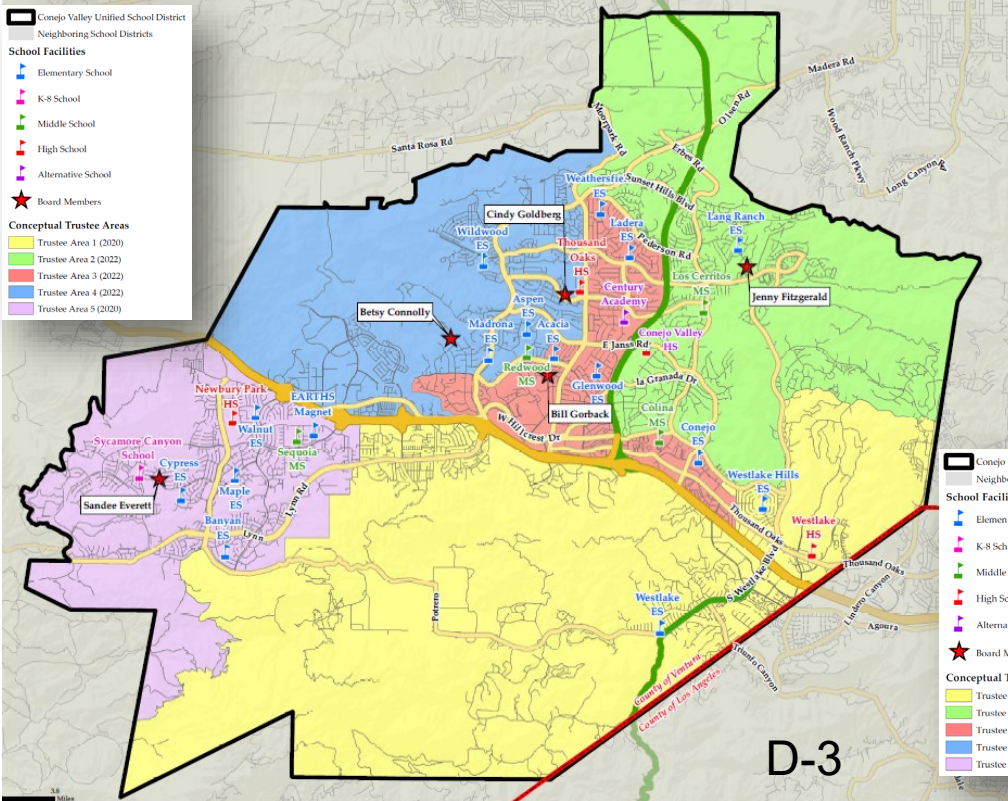 Conejo Valley Unified School District
Neighboring School Districts
School Facilities
Elementary School
K-8 School
Middle School
High School
Alternative School
Board Members
Conceptual Trustee Areas
Trustee Area 1 (2020)
Trustee Area 2 (2022)
Trustee Area 3 (2022)
Trustee Area 4 (2022)
Trustee Area 5 (2020)
Madera Rd
Olsen Rd
Moorpark Rd
Wood Ranch Pkwy
Santa Rosa Rd
Erbes Rd
Long Canyon Rd
Weathersfie
ES
Sunset Hills Blvd
Cindy Goldberg
Lang Ranch
ES
Ladera
ES
Wildwood
ES
Pederson Rd
Thousand
Oaks
HS
Los Cerritos
MS
Century
Academy
Jenny Fitzgerald
Aspen
ES
Betsy Connolly
Madrona
ES
Acacia
ES
Conejo Valley
HS
E Janss Rd
Redwood
MS
la Granada Dr
Glenwood
ES
Newbury Park
HS
EARTHS
Magnet
Bill Gorback
Colina
MS
W Hillcrest Dr
Walnut
ES
Conejo
ES
Sycamore Canyon
School
Sequoia
MS
Cypress
ES
Westlake Hills
ES
Maple
ES
Lynn Rd
Sandee Everett
Thousand Oaks
Westlake
HS
Banyan
ES
Lynn
Thousand Oaks
S Westlake Blvd
Lindero Canyon
Potrero
Westlake
ES
Agoura
Triunfo Canyon
County of Ventura
County of Los Angeles
D-3
3.8
Miles
Conejo
Neighb
School Facili
Elemen
K-8 Sch
Middle
High Sc
Alterna
Board M
Conceptual T
Trustee
Trustee
Trustee
Trustee
Trustee